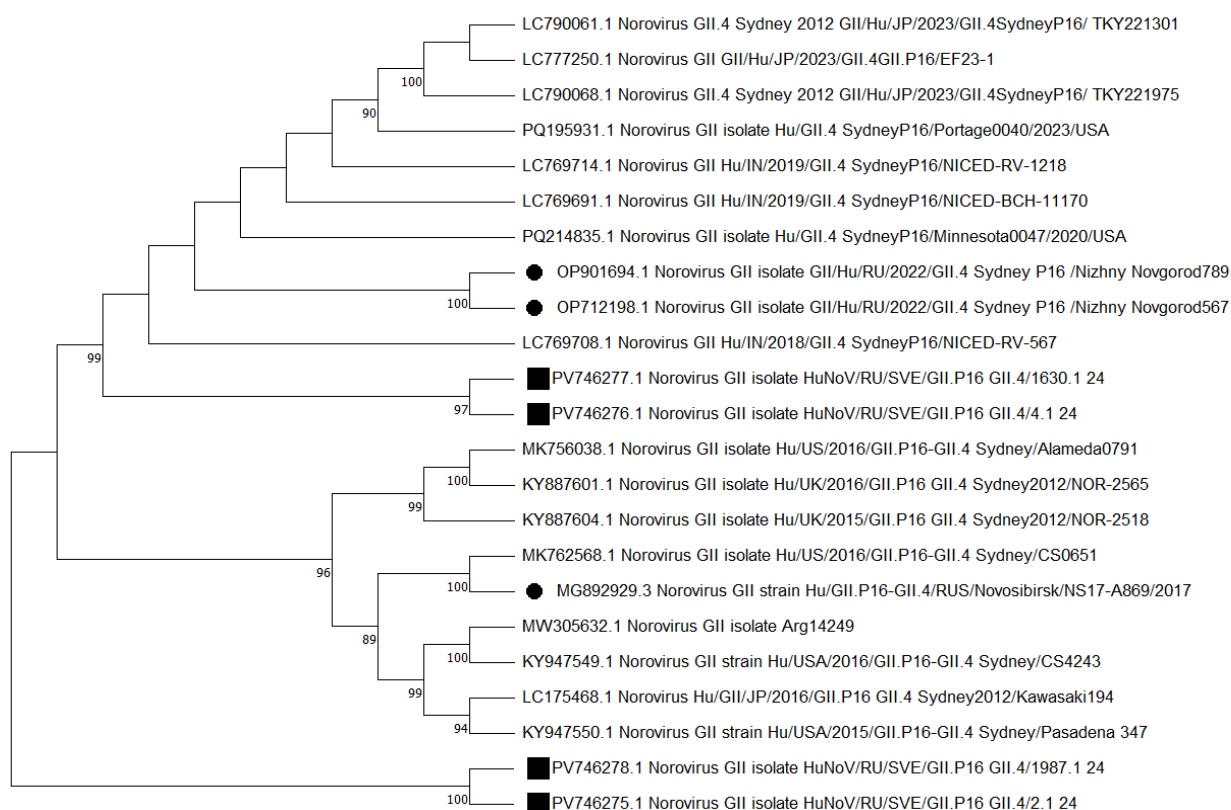 LC790061.1 Norovirus GII.4 Sydney 2012 GII/Hu/JP/2023/GII.4SydneyP16/ TKY221301
LC777250.1 Norovirus GII GII/Hu/JP/2023/GII.4GII.P16/EF23-1
100
LC790068.1 Norovirus GII.4 Sydney 2012 GII/Hu/JP/2023/GII.4SydneyP16/ TKY221975
90
PQ195931.1 Norovirus GII isolate Hu/GII.4 SydneyP16/Portage0040/2023/USA
LC769714.1 Norovirus GII Hu/IN/2019/GII.4 SydneyP16/NICED-RV-1218
LC769691.1 Norovirus GII Hu/IN/2019/GII.4 SydneyP16/NICED-BCH-11170
PQ214835.1 Norovirus GII isolate Hu/GII.4 SydneyP16/Minnesota0047/2020/USA
OP901694.1 Norovirus GII isolate GII/Hu/RU/2022/GII.4 Sydney P16 /Nizhny Novgorod789
100
OP712198.1 Norovirus GII isolate GII/Hu/RU/2022/GII.4 Sydney P16 /Nizhny Novgorod567
LC769708.1 Norovirus GII Hu/IN/2018/GII.4 SydneyP16/NICED-RV-567
99
PV746277.1 Norovirus GII isolate HuNoV/RU/SVE/GII.P16 GII.4/1630.1 24
97
PV746276.1 Norovirus GII isolate HuNoV/RU/SVE/GII.P16 GII.4/4.1 24
MK756038.1 Norovirus GII isolate Hu/US/2016/GII.P16-GII.4 Sydney/Alameda0791
100
KY887601.1 Norovirus GII isolate Hu/UK/2016/GII.P16 GII.4 Sydney2012/NOR-2565
99
KY887604.1 Norovirus GII isolate Hu/UK/2015/GII.P16 GII.4 Sydney2012/NOR-2518
96
MK762568.1 Norovirus GII isolate Hu/US/2016/GII.P16-GII.4 Sydney/CS0651
100
MG892929.3 Norovirus GII strain Hu/GII.P16-GII.4/RUS/Novosibirsk/NS17-A869/2017
89
MW305632.1 Norovirus GII isolate Arg14249
100
KY947549.1 Norovirus GII strain Hu/USA/2016/GII.P16-GII.4 Sydney/CS4243
99
LC175468.1 Norovirus Hu/GII/JP/2016/GII.P16 GII.4 Sydney2012/Kawasaki194
94
KY947550.1 Norovirus GII strain Hu/USA/2015/GII.P16-GII.4 Sydney/Pasadena 347
PV746278.1 Norovirus GII isolate HuNoV/RU/SVE/GII.P16 GII.4/1987.1 24
100
PV746275.1 Norovirus GII isolate HuNoV/RU/SVE/GII.P16 GII.4/2.1 24